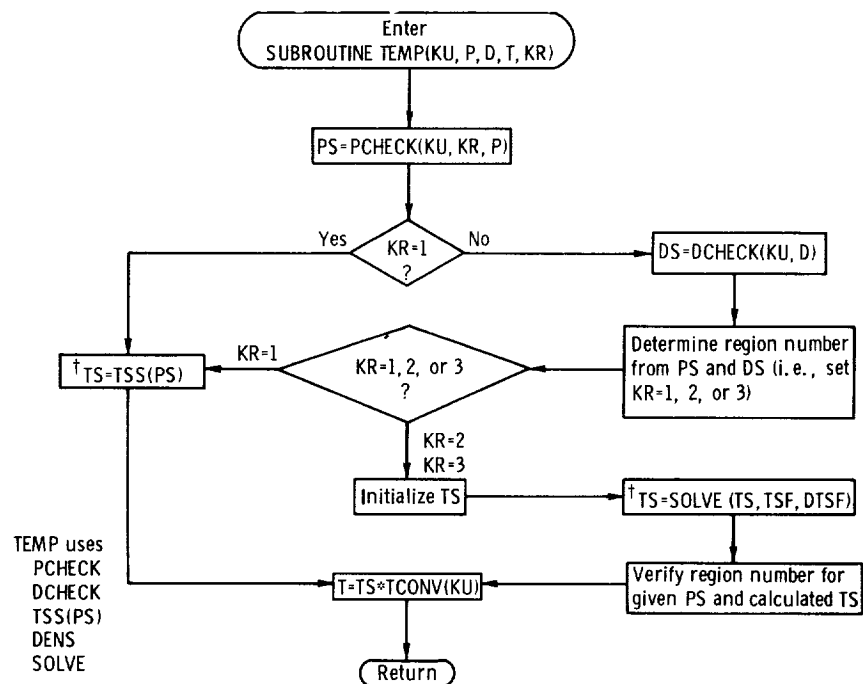 Enter
SUBROUTINE TEMP(KU, P, D, T, KR)
PS=PCHECK(KU, KR, P)
Yes
KR=1
?
No
DS=DCHECK(KU, D)
†TS=TSS(PS)
KR=1
KR=1, 2, or 3
?
Determine region number
from PS and DS (i.e., set
KR=1, 2, or 3)
KR=2
KR=3
Initialize TS
†TS=SOLVE (TS, TSF, DTSF)
TEMP uses
PCHECK
DCHECK
TSS(PS)
DENS
SOLVE
T=TS*TCONV(KU)
Verify region number for
given PS and calculated TS
Return